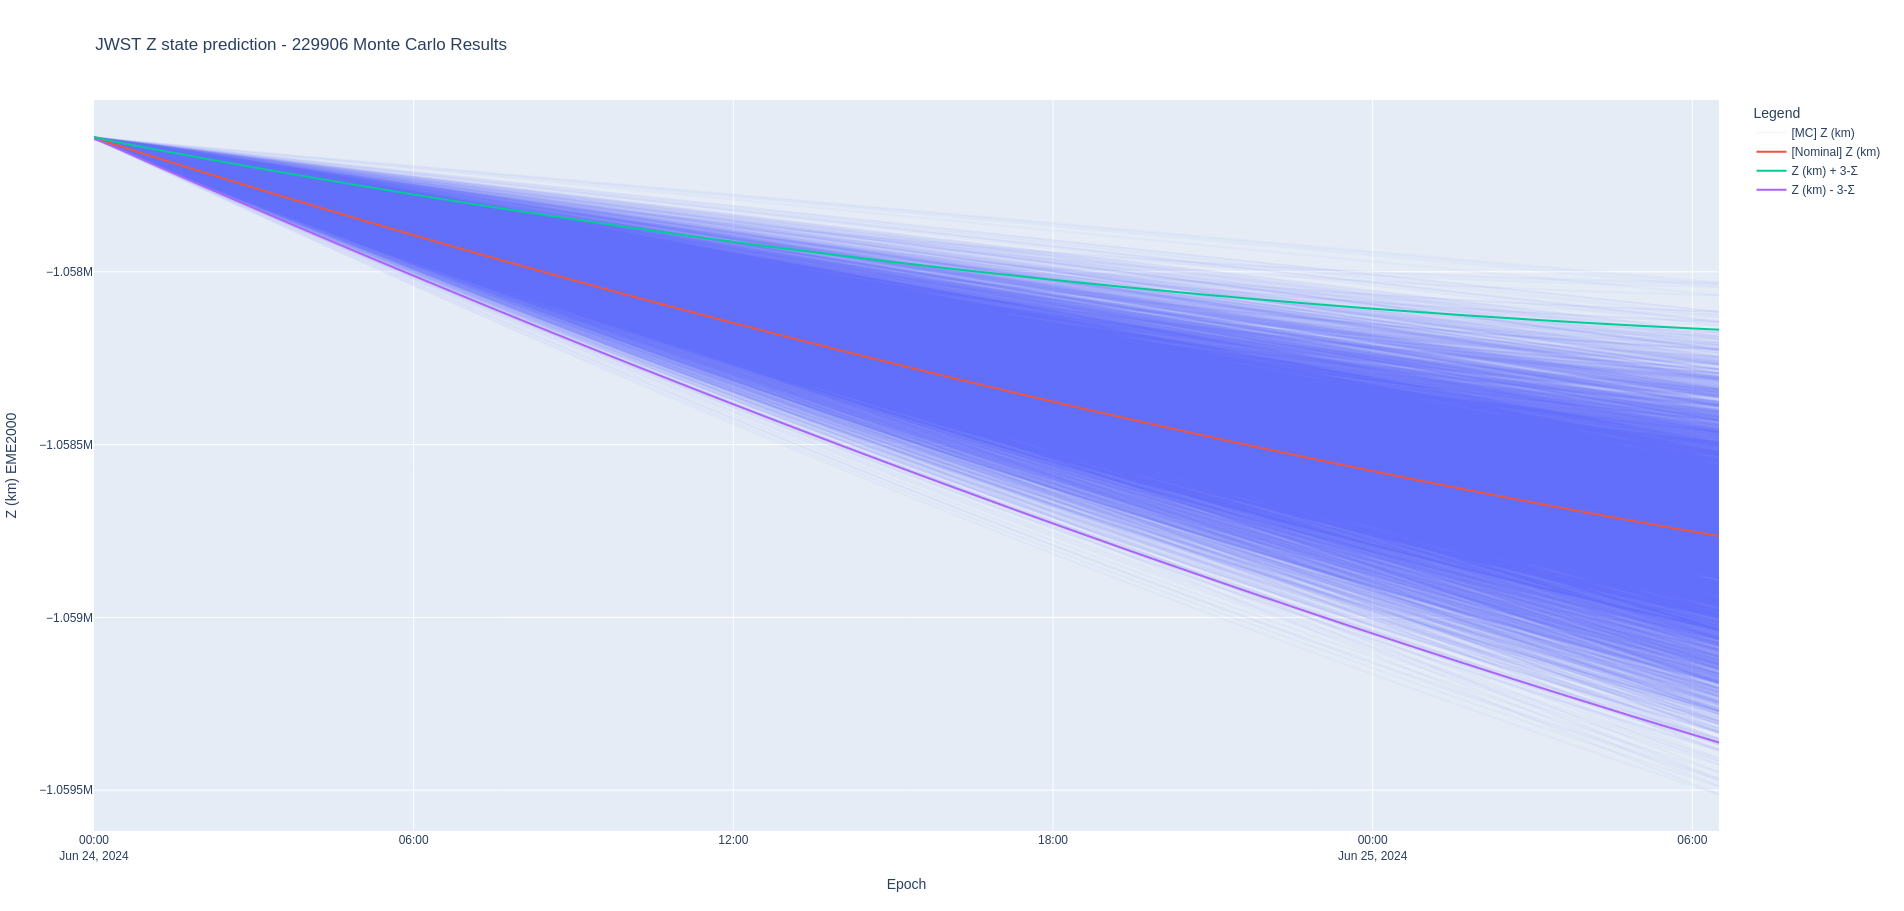 JWST Z state prediction - 229906 Monte Carlo Results
Legend
[MC] Z (km)
[Nominal] Z (km)
Z (km) + 3-Σ
Z (km) - 3-Σ
Z (km) EME2000
−1.058M
−1.0585M
−1.059M
−1.0595M
00:00 06:00 12:00 18:00 00:00 06:00
Jun 24, 2024 Jun 25, 2024
Epoch